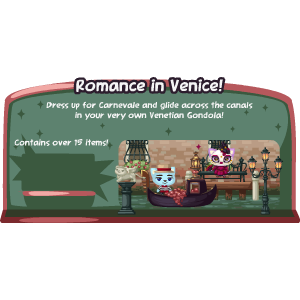 Romance in Venice!
Dress up for Carnevale and glide across the canals
in your very own Venetian Gondola!
Contains over 15 items!